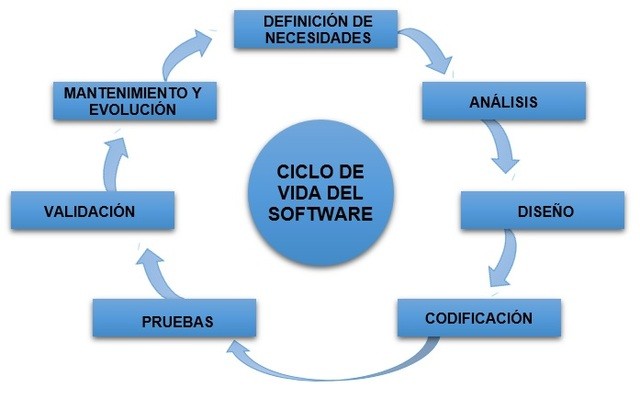 DEFINICIÓN DE
NECESIDADES
ANÁLISIS
DISEÑO
CODIFICACIÓN
PRUEBAS
VALIDACIÓN
MANTENIMIENTO Y
EVOLUCIÓN
CICLO DE
VIDA DEL
SOFTWARE